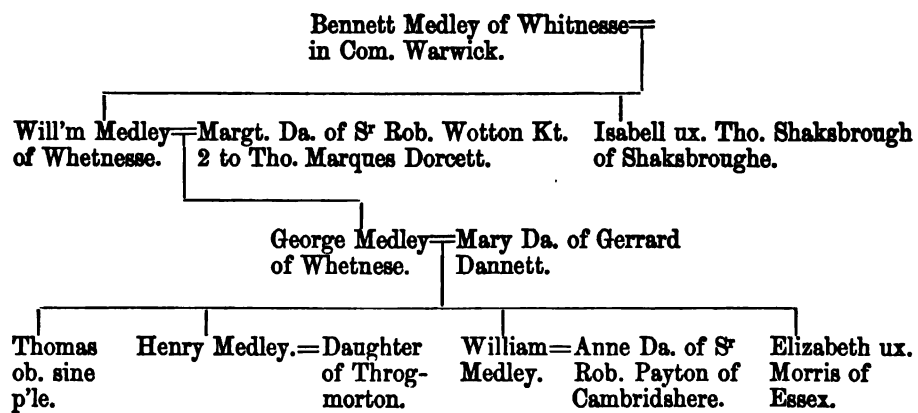 Bennett Medley of Whitnesse
in Com. Warwick.
Will'm Medley=Margt. Da. of Sʳ Rob. Wotton Kt.
of Whetnesse. 2 to Tho. Marques Dorcett.
Isabell ux. Tho. Shaksbrough
of Shaksbroughe.
George Medley=Mary Da. of Gerrard
of Whetnese. Dannett.
Thomas
ob. sine
p'le.
Henry Medley.=Daughter
of Throg-
morton.
William=Anne Da. of Sʳ
Medley. Rob. Payton of
Cambridshere.
Elizabeth ux.
Morris of
Essex.